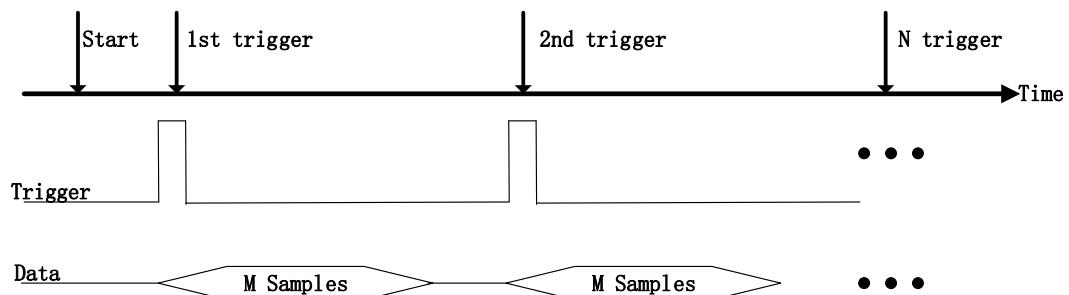 Start
1st trigger
2nd trigger
N trigger
Time
Trigger
Data
M Samples
M Samples